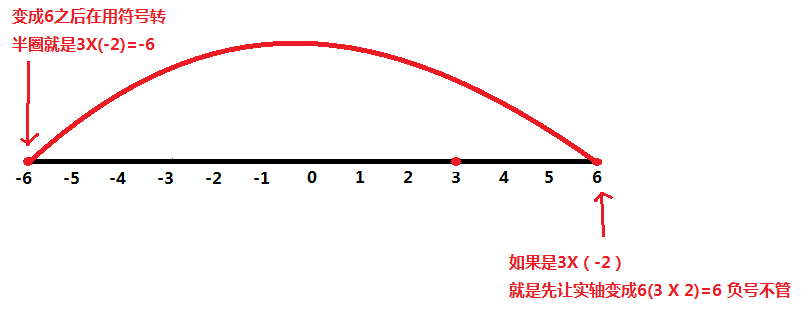 变成6之后在用符号转
半圈就是3X(-2)=-6
-6 -5 -4 -3 -2 -1 0 1 2 3 4 5 6
如果是3X（-2）
就是先让实轴变成6(3 X 2)=6 负号不管